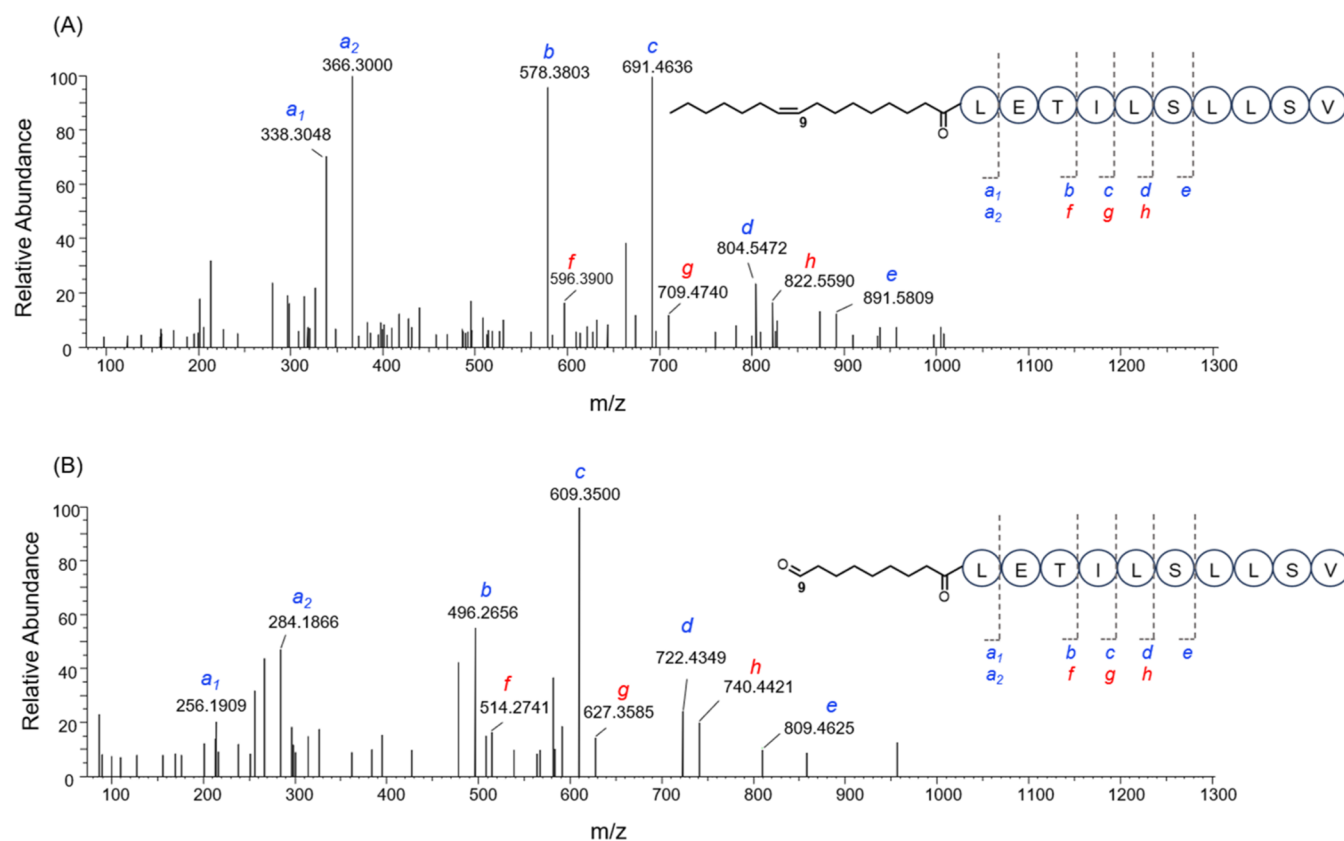 (A)
a2
366.3000
b
578.3803
c
691.4636
a1
338.3048
f
596.3900
g
709.4740
d
804.5472
h
822.5590
e
891.5809
100
80
60
40
20
0
Relative Abundance
100 200 300 400 500 600 700 800 900 1000 1100 1200 1300
m/z
9
O
L E T I L S L L S V
a1 b c d e
a2 f g h
(B)
c
609.3500
b
496.2656
a2
284.1866
a1
256.1909
f
514.2741
g
627.3585
d
722.4349
h
740.4421
e
809.4625
100
80
60
40
20
0
Relative Abundance
100 200 300 400 500 600 700 800 900 1000 1100 1200 1300
m/z
O
9
O
L E T I L S L L S V
a1 b c d e
a2 f g h